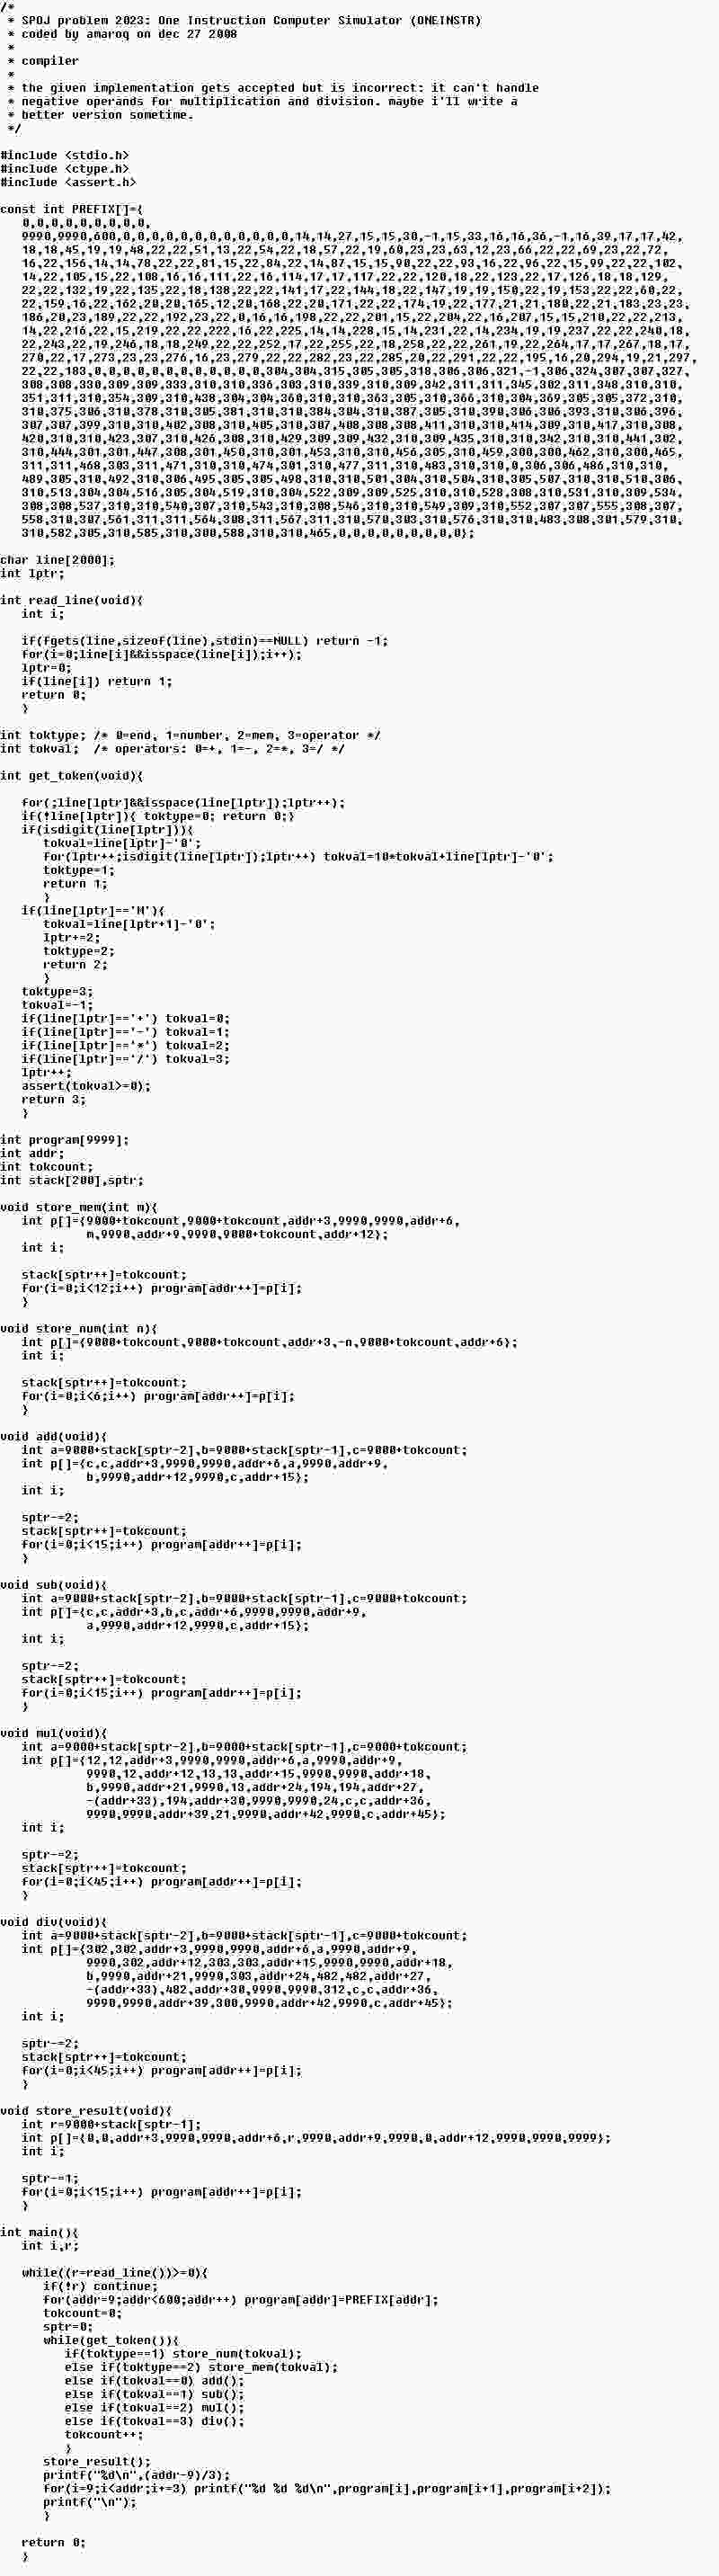 /*
 * SPOJ problem 2023: One Instruction Computer Simulator (ONEINSTR)
 * coded by amaroq on dec 27 2008
 *
 * compiler
 *
 * the given implementation gets accepted but is incorrect: it can't handle
 * negative operands for multiplication and division. maybe i'll write a
 * better version sometime.
 */

#include <stdio.h>
#include <ctype.h>
#include <assert.h>

const int PREFIX[]={
   0,0,0,0,0,0,0,0,0,
   9990,9990,600,0,0,0,0,0,0,0,0,0,0,0,0,14,14,27,15,15,30,-1,15,33,16,16,36,-1,16,39,17,17,42,
   18,18,45,19,19,48,22,22,51,13,22,54,22,18,57,22,19,60,23,23,63,12,23,66,22,22,69,23,22,72,
   16,22,156,14,14,78,22,22,81,15,22,84,22,14,87,15,15,90,22,22,93,16,22,96,22,15,99,22,22,102,
   14,22,105,15,22,108,16,16,111,22,16,114,17,17,117,22,22,120,18,22,123,22,17,126,18,18,129,
   22,22,132,19,22,135,22,18,138,22,22,141,17,22,144,18,22,147,19,19,150,22,19,153,22,22,60,22,
   22,159,16,22,162,20,20,165,12,20,168,22,20,171,22,22,174,19,22,177,21,21,180,22,21,183,23,23,
   186,20,23,189,22,22,192,23,22,0,16,16,198,22,22,201,15,22,204,22,16,207,15,15,210,22,22,213,
   14,22,216,22,15,219,22,22,222,16,22,225,14,14,228,15,14,231,22,14,234,19,19,237,22,22,240,18,
   22,243,22,19,246,18,18,249,22,22,252,17,22,255,22,18,258,22,22,261,19,22,264,17,17,267,18,17,
   270,22,17,273,23,23,276,16,23,279,22,22,282,23,22,285,20,22,291,22,22,195,16,20,294,19,21,297,
   22,22,183,0,0,0,0,0,0,0,0,0,0,0,0,304,304,315,305,305,318,306,306,321,-1,306,324,307,307,327,
   308,308,330,309,309,333,310,310,336,303,310,339,310,309,342,311,311,345,302,311,348,310,310,
   351,311,310,354,309,310,438,304,304,360,310,310,363,305,310,366,310,304,369,305,305,372,310,
   310,375,306,310,378,310,305,381,310,310,384,304,310,387,305,310,390,306,306,393,310,306,396,
   307,307,399,310,310,402,308,310,405,310,307,408,308,308,411,310,310,414,309,310,417,310,308,
   420,310,310,423,307,310,426,308,310,429,309,309,432,310,309,435,310,310,342,310,310,441,302,
   310,444,301,301,447,308,301,450,310,301,453,310,310,456,305,310,459,300,300,462,310,300,465,
   311,311,468,303,311,471,310,310,474,301,310,477,311,310,483,310,310,0,306,306,486,310,310,
   489,305,310,492,310,306,495,305,305,498,310,310,501,304,310,504,310,305,507,310,310,510,306,
   310,513,304,304,516,305,304,519,310,304,522,309,309,525,310,310,528,308,310,531,310,309,534,
   308,308,537,310,310,540,307,310,543,310,308,546,310,310,549,309,310,552,307,307,555,308,307,
   558,310,307,561,311,311,564,308,311,567,311,310,570,303,310,576,310,310,483,308,301,579,310,
   310,582,305,310,585,310,300,588,310,310,465,0,0,0,0,0,0,0,0,0};

char line[2000];
int lptr;

int read_line(void){
   int i;

   if(fgets(line,sizeof(line),stdin)==NULL) return -1;
   for(i=0;line[i]&&isspace(line[i]);i++);
   lptr=0;
   if(line[i]) return 1;
   return 0;
   }

int toktype; /* 0=end, 1=number, 2=mem, 3=operator */
int tokval;  /* operators: 0=+, 1=-, 2=*, 3=/ */

int get_token(void){

   for(;line[lptr]&&isspace(line[lptr]);lptr++);
   if(!line[lptr]){ toktype=0; return 0;}
   if(isdigit(line[lptr])){
      tokval=line[lptr]-'0';
      for(lptr++;isdigit(line[lptr]);lptr++) tokval=10*tokval+line[lptr]-'0';
      toktype=1;
      return 1;
      }
   if(line[lptr]=='M'){
      tokval=line[lptr+1]-'0';
      lptr+=2;
      toktype=2;
      return 2;
      }
   toktype=3;
   tokval=-1;
   if(line[lptr]=='+') tokval=0;
   if(line[lptr]=='-') tokval=1;
   if(line[lptr]=='*') tokval=2;
   if(line[lptr]=='/') tokval=3;
   lptr++;
   assert(tokval>=0);
   return 3;
   }

int program[9999];
int addr;
int tokcount;
int stack[200],sptr;

void store_mem(int m){
   int p[]={9000+tokcount,9000+tokcount,addr+3,9990,9990,addr+6,
            m,9990,addr+9,9990,9000+tokcount,addr+12};
   int i;

   stack[sptr++]=tokcount;
   for(i=0;i<12;i++) program[addr++]=p[i];
   }

void store_num(int n){
   int p[]={9000+tokcount,9000+tokcount,addr+3,-n,9000+tokcount,addr+6};
   int i;

   stack[sptr++]=tokcount;
   for(i=0;i<6;i++) program[addr++]=p[i];
   }

void add(void){
   int a=9000+stack[sptr-2],b=9000+stack[sptr-1],c=9000+tokcount;
   int p[]={c,c,addr+3,9990,9990,addr+6,a,9990,addr+9,
            b,9990,addr+12,9990,c,addr+15};
   int i;

   sptr-=2;
   stack[sptr++]=tokcount;
   for(i=0;i<15;i++) program[addr++]=p[i];
   }

void sub(void){
   int a=9000+stack[sptr-2],b=9000+stack[sptr-1],c=9000+tokcount;
   int p[]={c,c,addr+3,b,c,addr+6,9990,9990,addr+9,
            a,9990,addr+12,9990,c,addr+15};
   int i;

   sptr-=2;
   stack[sptr++]=tokcount;
   for(i=0;i<15;i++) program[addr++]=p[i];
   }

void mul(void){
   int a=9000+stack[sptr-2],b=9000+stack[sptr-1],c=9000+tokcount;
   int p[]={12,12,addr+3,9990,9990,addr+6,a,9990,addr+9,
            9990,12,addr+12,13,13,addr+15,9990,9990,addr+18,
            b,9990,addr+21,9990,13,addr+24,194,194,addr+27,
            -(addr+33),194,addr+30,9990,9990,24,c,c,addr+36,
            9990,9990,addr+39,21,9990,addr+42,9990,c,addr+45};
   int i;

   sptr-=2;
   stack[sptr++]=tokcount;
   for(i=0;i<45;i++) program[addr++]=p[i];
   }

void div(void){
   int a=9000+stack[sptr-2],b=9000+stack[sptr-1],c=9000+tokcount;
   int p[]={302,302,addr+3,9990,9990,addr+6,a,9990,addr+9,
            9990,302,addr+12,303,303,addr+15,9990,9990,addr+18,
            b,9990,addr+21,9990,303,addr+24,482,482,addr+27,
            -(addr+33),482,addr+30,9990,9990,312,c,c,addr+36,
            9990,9990,addr+39,300,9990,addr+42,9990,c,addr+45};
   int i;

   sptr-=2;
   stack[sptr++]=tokcount;
   for(i=0;i<45;i++) program[addr++]=p[i];
   }

void store_result(void){
   int r=9000+stack[sptr-1];
   int p[]={0,0,addr+3,9990,9990,addr+6,r,9990,addr+9,9990,0,addr+12,9990,9990,9999};
   int i;

   sptr-=1;
   for(i=0;i<15;i++) program[addr++]=p[i];
   }

int main(){
   int i,r;

   while((r=read_line())>=0){
      if(!r) continue;
      for(addr=9;addr<600;addr++) program[addr]=PREFIX[addr];
      tokcount=0;
      sptr=0;
      while(get_token()){
         if(toktype==1) store_num(tokval);
         else if(toktype==2) store_mem(tokval);
         else if(tokval==0) add();
         else if(tokval==1) sub();
         else if(tokval==2) mul();
         else if(tokval==3) div();
         tokcount++;
         }
      store_result();
      printf("%d\n",(addr-9)/3);
      for(i=9;i<addr;i+=3) printf("%d %d %d\n",program[i],program[i+1],program[i+2]);
      printf("\n");
      }

   return 0;
   }